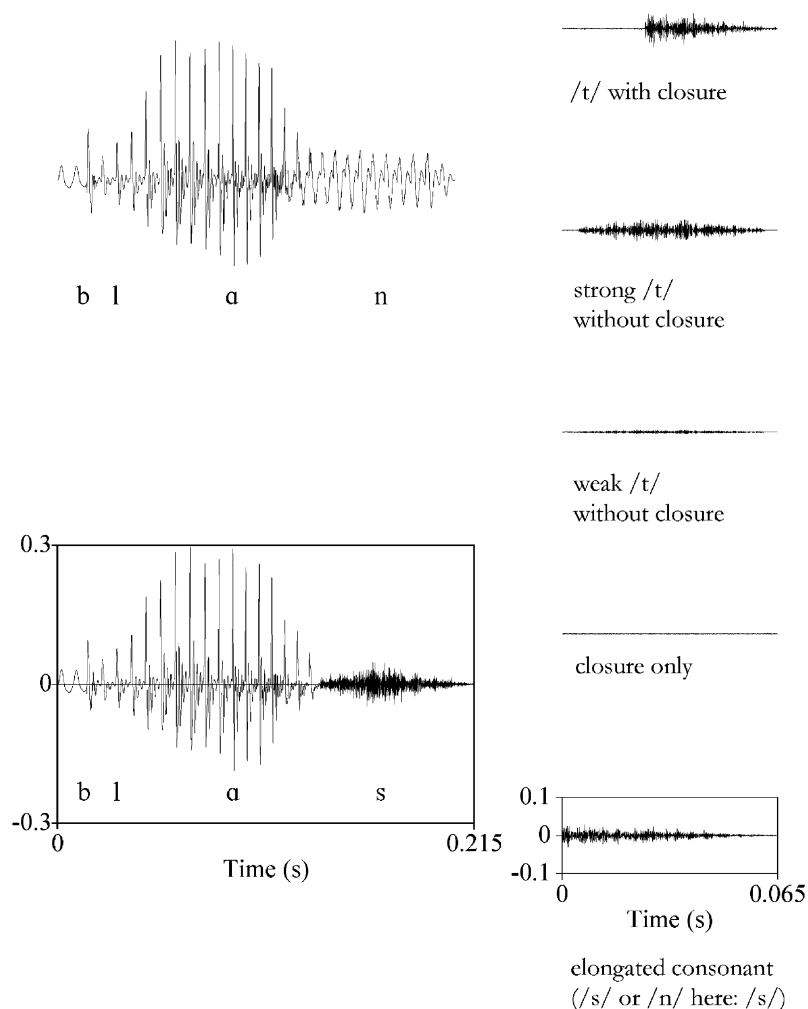 b l ɑ n
/t/ with closure
strong /t/
without closure
weak /t/
without closure
closure only
0.3
0
-0.3
b l ɑ s
0 0.215
Time (s)
0.1
0
-0.1
0 0.065
Time (s)
elongated consonant
(/s/ or /n/ here: /s/)